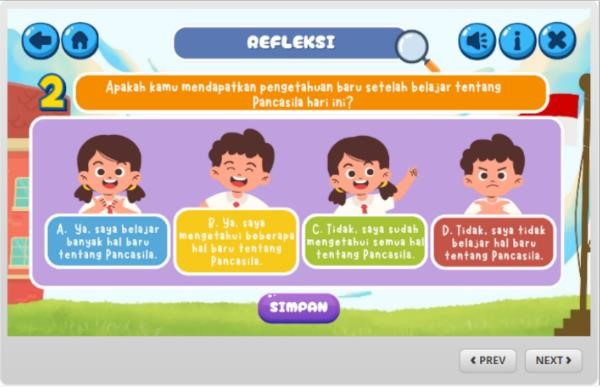 REFLEKSI
2
Apakah kamu mendapatkan pengetahuan baru setelah belajar tentang
Pancasila hari ini?
A. Ya, saya belajar
banyak hal baru
tentang Pancasila.
B. Ya, saya
mengetahui beberapa
hal baru tentang
Pancasila.
C. Tidak, saya sudah
mengetahui semua hal
tentang Pancasila.
D. Tidak, saya tidak
belajar hal baru
tentang Pancasila.
SIMPAN
PREV
NEXT